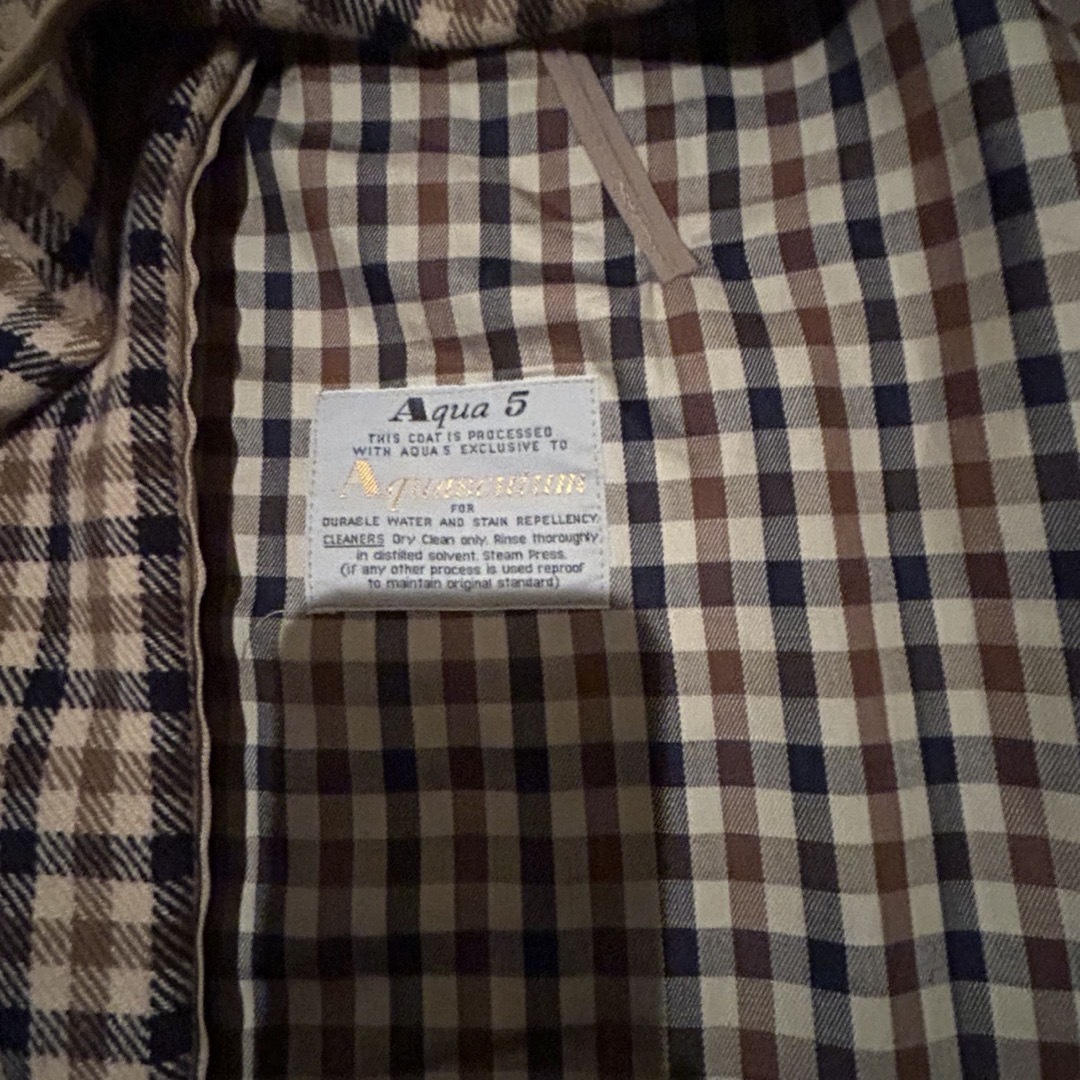 Aqua 5
THIS COAT IS PROCESSED
WITH AQUA 5 EXCLUSIVE TO
Aquascutum
FOR
DURABLE WATER AND STAIN REPELLENCY.
CLEANERS Dry Clean only. Rinse thoroughly
in distilled solvent. Steam Press.
(if any other process is used reproof
to maintain original standard)